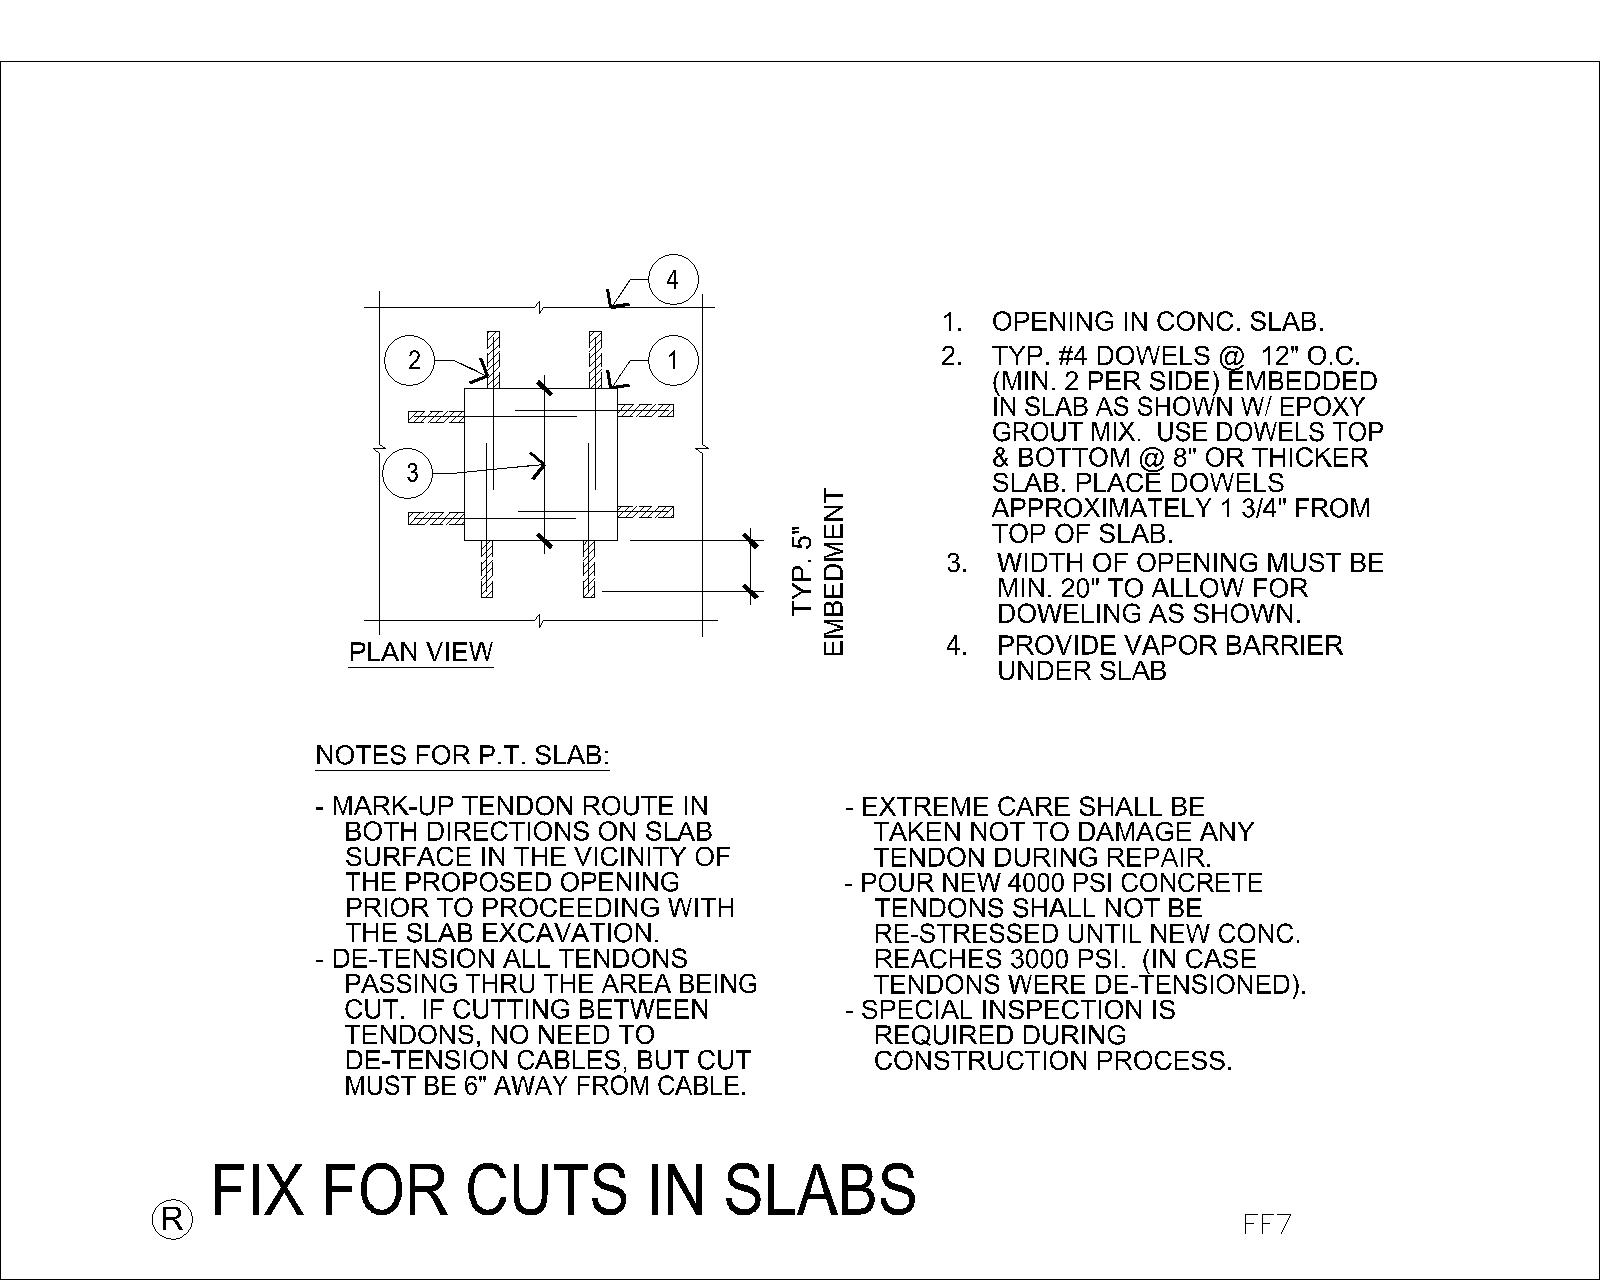 4
2
1
3
TYP. 5"
EMBEDMENT
PLAN VIEW
1. OPENING IN CONC. SLAB.
2. TYP. #4 DOWELS @ 12" O.C.
(MIN. 2 PER SIDE) EMBEDDED
IN SLAB AS SHOWN W/ EPOXY
GROUT MIX. USE DOWELS TOP
& BOTTOM @ 8" OR THICKER
SLAB. PLACE DOWELS
APPROXIMATELY 1 3/4" FROM
TOP OF SLAB.
3. WIDTH OF OPENING MUST BE
MIN. 20" TO ALLOW FOR
DOWELING AS SHOWN.
4. PROVIDE VAPOR BARRIER
UNDER SLAB
NOTES FOR P.T. SLAB:
- MARK-UP TENDON ROUTE IN
BOTH DIRECTIONS ON SLAB
SURFACE IN THE VICINITY OF
THE PROPOSED OPENING
PRIOR TO PROCEEDING WITH
THE SLAB EXCAVATION.
- DE-TENSION ALL TENDONS
PASSING THRU THE AREA BEING
CUT. IF CUTTING BETWEEN
TENDONS, NO NEED TO
DE-TENSION CABLES, BUT CUT
MUST BE 6" AWAY FROM CABLE.
- EXTREME CARE SHALL BE
TAKEN NOT TO DAMAGE ANY
TENDON DURING REPAIR.
- POUR NEW 4000 PSI CONCRETE
TENDONS SHALL NOT BE
RE-STRESSED UNTIL NEW CONC.
REACHES 3000 PSI. (IN CASE
TENDONS WERE DE-TENSIONED).
- SPECIAL INSPECTION IS
REQUIRED DURING
CONSTRUCTION PROCESS.
R FIX FOR CUTS IN SLABS
FF7